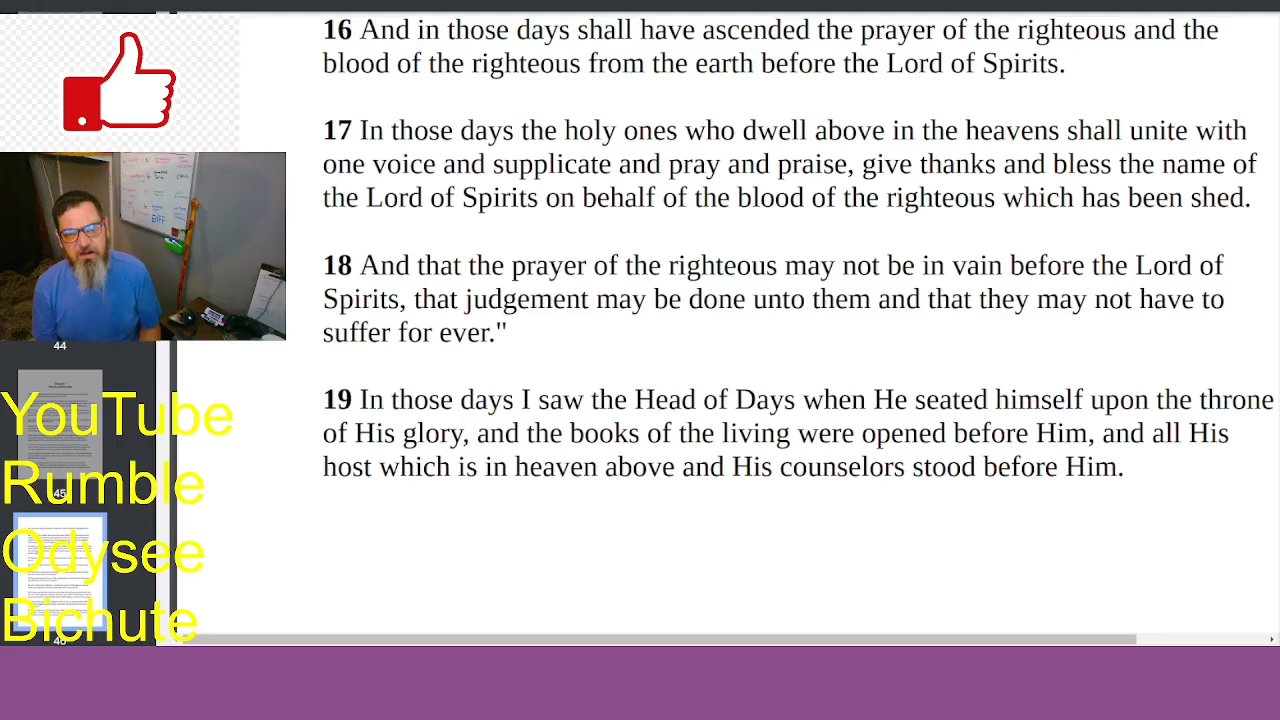 16 And in those days shall have ascended the prayer of the righteous and the
blood of the righteous from the earth before the Lord of Spirits.
17 In those days the holy ones who dwell above in the heavens shall unite with
one voice and supplicate and pray and praise, give thanks and bless the name of
the Lord of Spirits on behalf of the blood of the righteous which has been shed.
18 And that the prayer of the righteous may not be in vain before the Lord of
Spirits, that judgement may be done unto them and that they may not have to
suffer for ever."
19 In those days I saw the Head of Days when He seated himself upon the throne
of His glory, and the books of the living were opened before Him, and all His
host which is in heaven above and His counselors stood before Him.
44
YouTube
Rumble
45
Odysee
Bichute
46